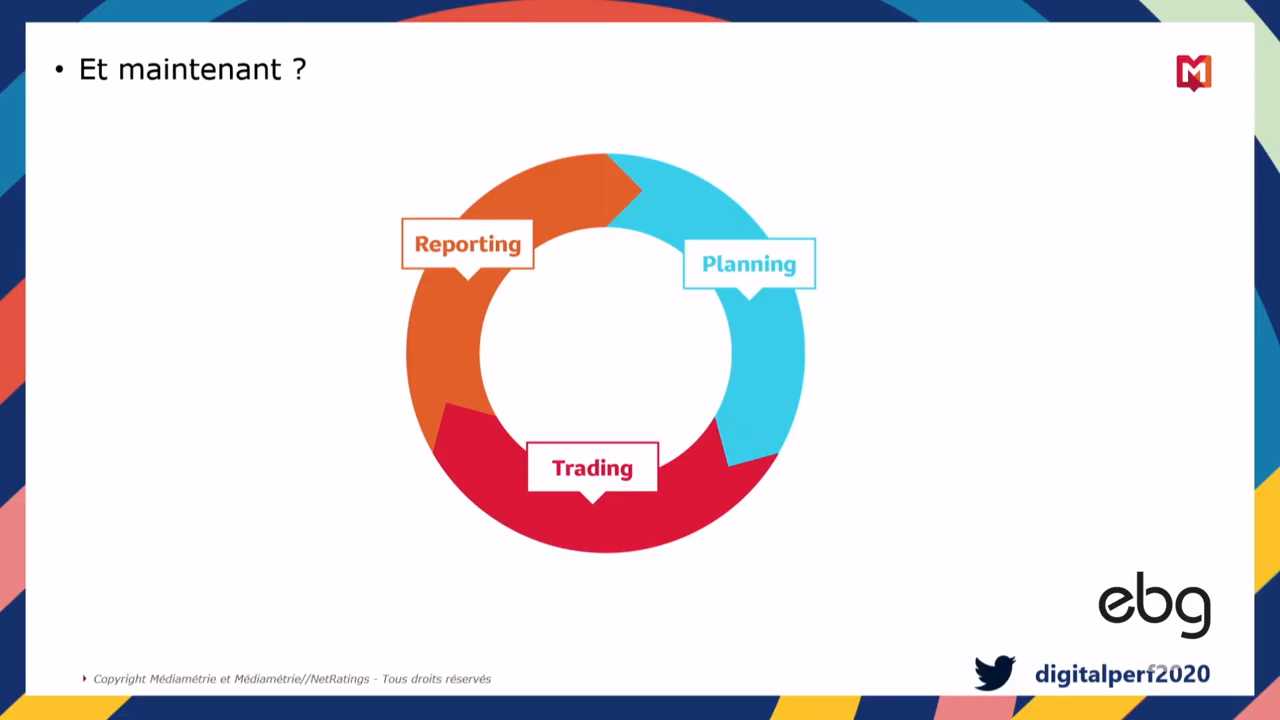 • Et maintenant ?
M
Reporting
Planning
Trading
ebg
Copyright Médiamétrie et Médiamétrie//NetRatings - Tous droits réservés
digitalperf2020